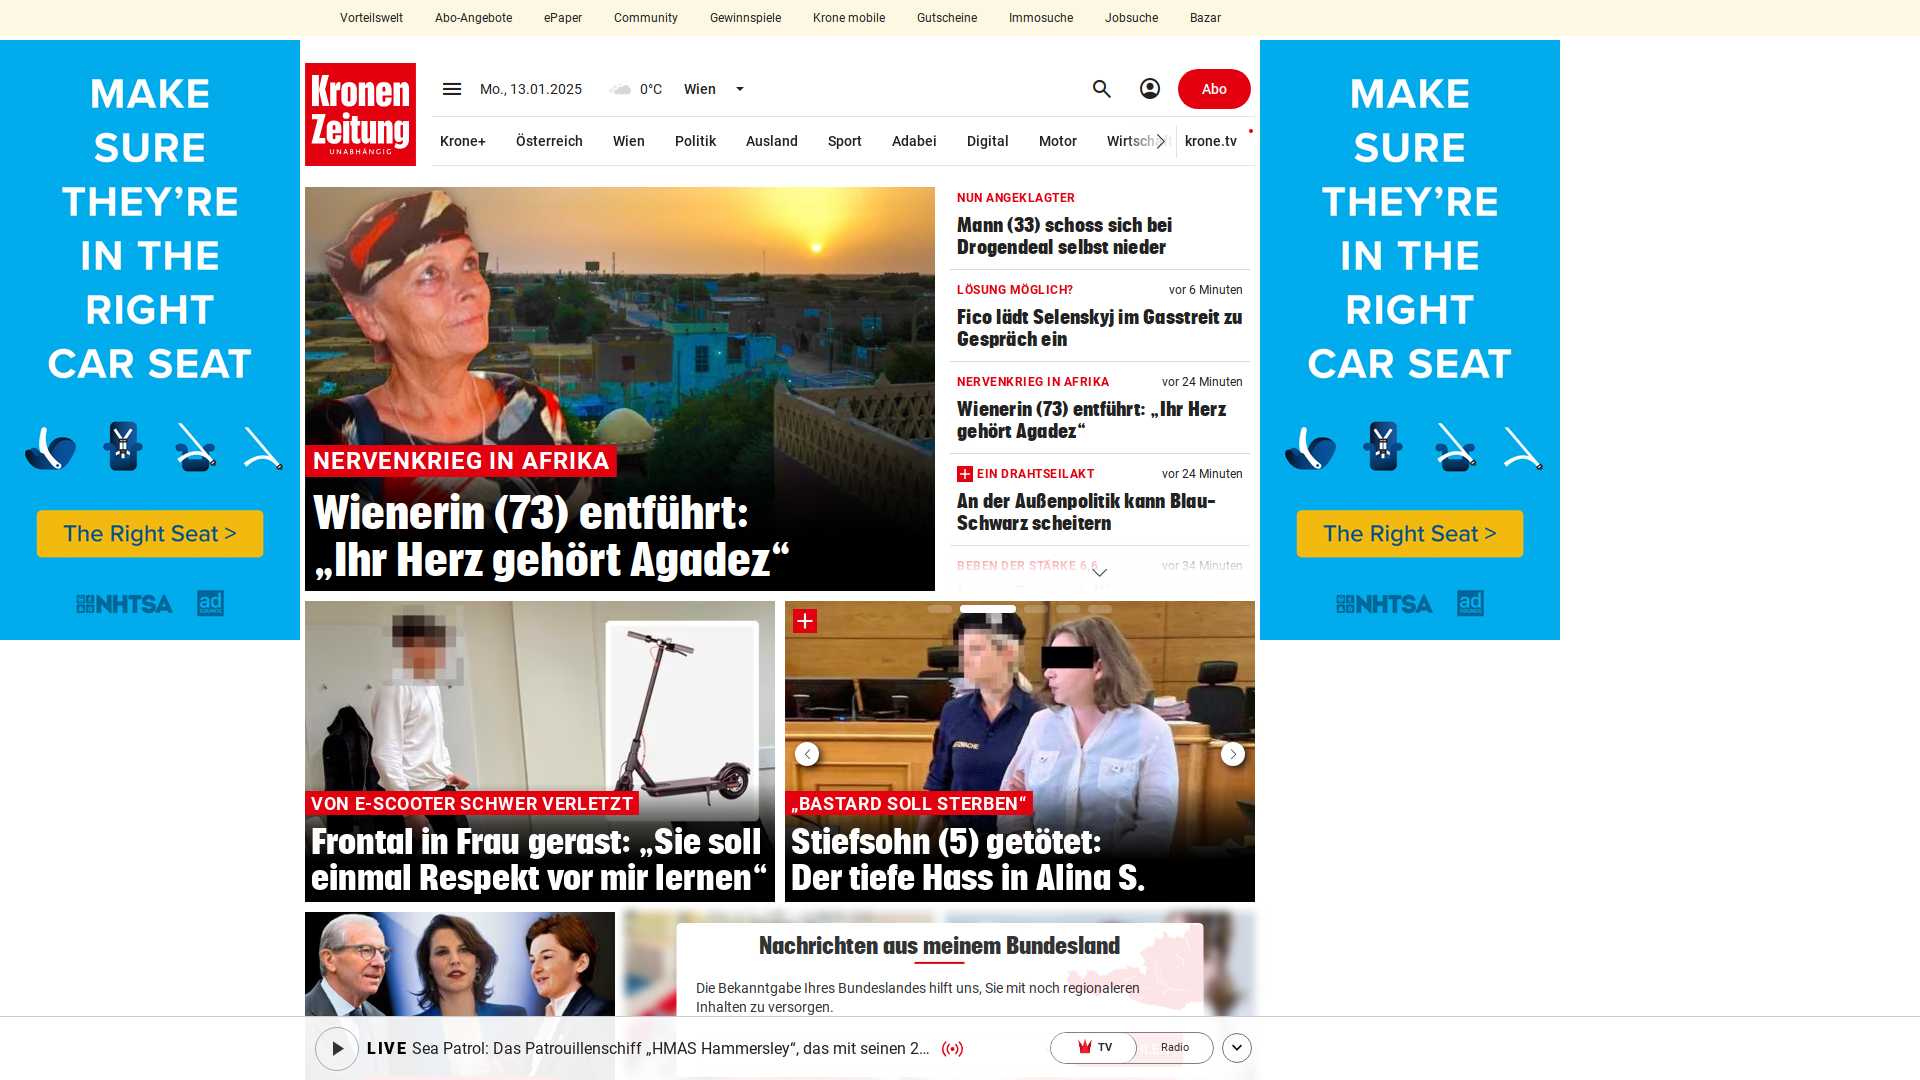 Vorteilswelt Abo-Angebote ePaper Community Gewinnspiele Krone mobile Gutscheine Immosuche Jobsuche Bazar
MAKE
SURE
THEY'RE
IN THE
RIGHT
CAR SEAT
The Right Seat >
NHTSA
ad
Kronen
Zeitung
UNABHÄNGIG
Mo., 13.01.2025 0°C Wien
Abo
Krone+ Österreich Wien Politik Ausland Sport Adabei Digital Motor Wirtschaft krone.tv
NERVENKRIEG IN AFRIKA
Wienerin (73) entführt:
„Ihr Herz gehört Agadez“
NUN ANGEKLAGTER
Mann (33) schoss sich bei
Drogendeal selbst nieder
LÖSUNG MÖGLICH? vor 6 Minuten
Fico lädt Selenskyj im Gasstreit zu
Gespräch ein
NERVENKRIEG IN AFRIKA vor 24 Minuten
Wienerin (73) entführt: „Ihr Herz
gehört Agadez“
EIN DRAHTSEILAKT vor 24 Minuten
An der Außenpolitik kann Blau-
Schwarz scheitern
BEBEN DER STÄRKE 6,6 vor 34 Minuten
MAKE
SURE
THEY'RE
IN THE
RIGHT
CAR SEAT
The Right Seat >
NHTSA
ad
VON E-SCOOTER SCHWER VERLETZT
Frontal in Frau gerast: „Sie soll
einmal Respekt vor mir lernen“
„BASTARD SOLL STERBEN“
Stiefsohn (5) getötet:
Der tiefe Hass in Alina S.
Nachrichten aus meinem Bundesland
Die Bekanntgabe Ihres Bundeslandes hilft uns, Sie mit noch regionaleren
Inhalten zu versorgen.
LIVE Sea Patrol: Das Patrouillenschiff „HMAS Hammersley“, das mit seinen 2...
TV Radio